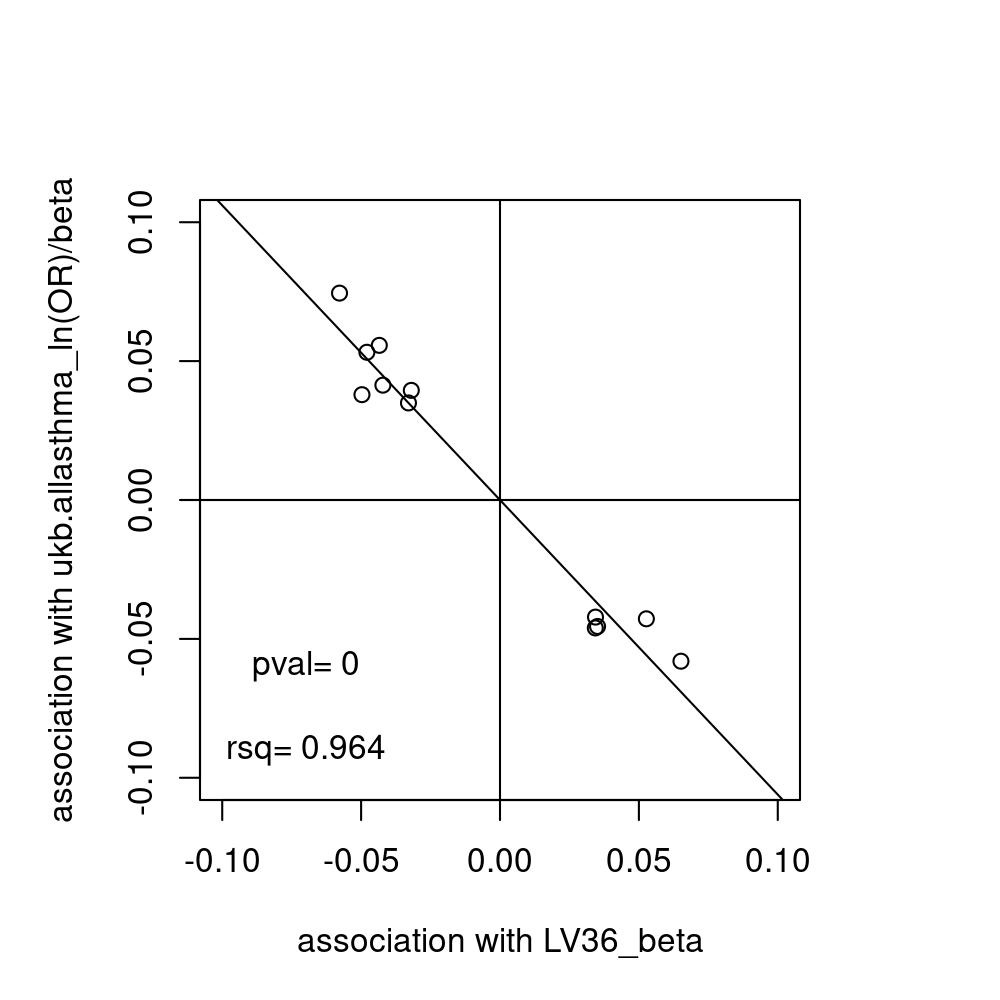 association with ukb.allasthma_ln(OR)/beta
0.10
0.05
0.00
-0.05
-0.10
pval= 0
rsq= 0.964
-0.10 -0.05 0.00 0.05 0.10
association with LV36_beta